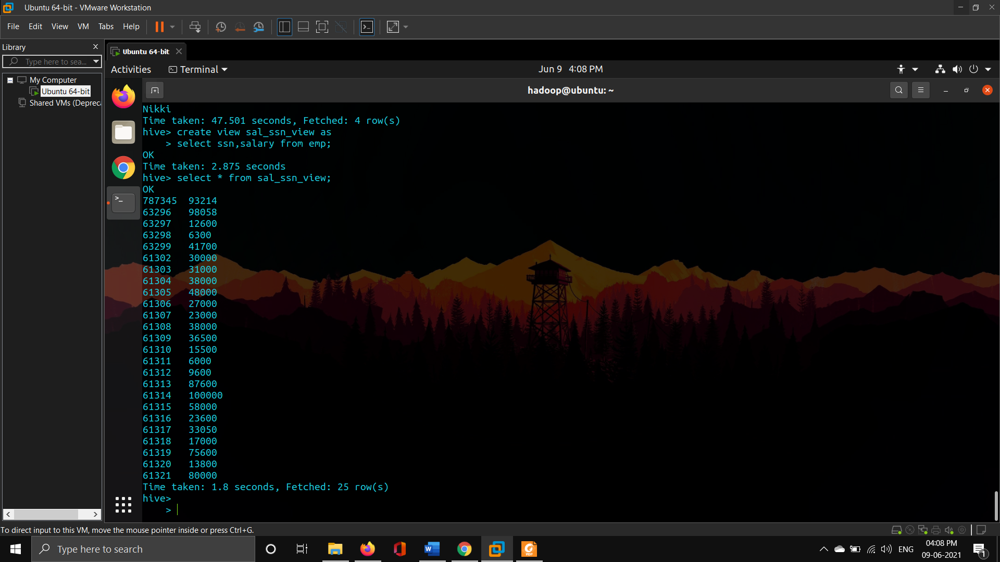 Ubuntu 64-bit - VMware Workstation
File Edit View VM Tabs Help
Library
Type here to sea...
My Computer
Ubuntu 64-bit
Shared VMs (Depreca
Ubuntu 64-bit
Activities
Terminal
Jun 9 4:08 PM
hadoop@ubuntu: ~
Nikki
Time taken: 47.501 seconds, Fetched: 4 row(s)
hive> create view sal_ssn_view as
    > select ssn,salary from emp;
OK
Time taken: 2.875 seconds
hive> select * from sal_ssn_view;
OK
787345 93214
63296 98058
63297 12600
63298 6300
63299 41700
61302 30000
61303 31000
61304 38000
61305 48000
61306 27000
61307 23000
61308 38000
61309 36500
61310 15500
61311 6000
61312 9600
61313 87600
61314 100000
61315 58000
61316 23600
61317 33050
61318 17000
61319 75600
61320 13800
61321 80000
Time taken: 1.8 seconds, Fetched: 25 row(s)
hive>
    >
To direct input to this VM, move the mouse pointer inside or press Ctrl+G.
Type here to search
ENG
04:08 PM
09-06-2021
1